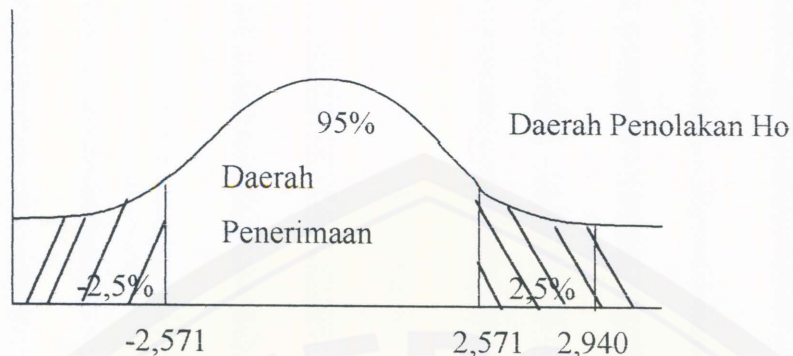 95%
Daerah Penolakan Ho
Daerah
Penerimaan
-2,5%
2,5%
-2,571
2,571
2,940